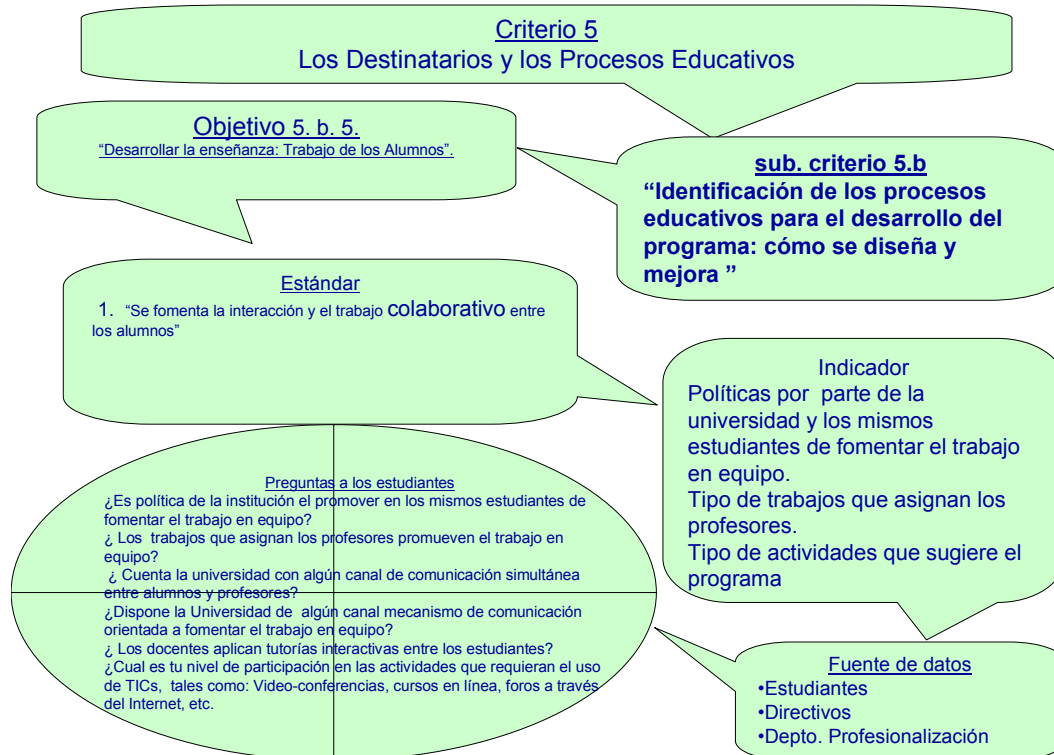 Criterio 5
Los Destinatarios y los Procesos Educativos
Objetivo 5. b. 5.
“Desarrollar la enseñanza: Trabajo de los Alumnos”.
sub. criterio 5.b
“Identificación de los procesos
educativos para el desarrollo del
programa: cómo se diseña y
mejora ”
Estándar
1. “Se fomenta la interacción y el trabajo colaborativo entre
los alumnos”
Indicador
Políticas por parte de la
universidad y los mismos
estudiantes de fomentar el trabajo
en equipo.
Tipo de trabajos que asignan los
profesores.
Tipo de actividades que sugiere el
programa
Preguntas a los estudiantes
¿Es política de la institución el promover en los mismos estudiantes de
fomentar el trabajo en equipo?
¿ Los trabajos que asignan los profesores promueven el trabajo en
equipo?
¿ Cuenta la universidad con algún canal de comunicación simultánea
entre alumnos y profesores?
¿Dispone la Universidad de algún canal mecanismo de comunicación
orientada a fomentar el trabajo en equipo?
¿ Los docentes aplican tutorías interactivas entre los estudiantes?
¿Cual es tu nivel de participación en las actividades que requieran el uso
de TICs, tales como: Video-conferencias, cursos en línea, foros a través
del Internet, etc.
Fuente de datos
•Estudiantes
•Directivos
•Depto. Profesionalización